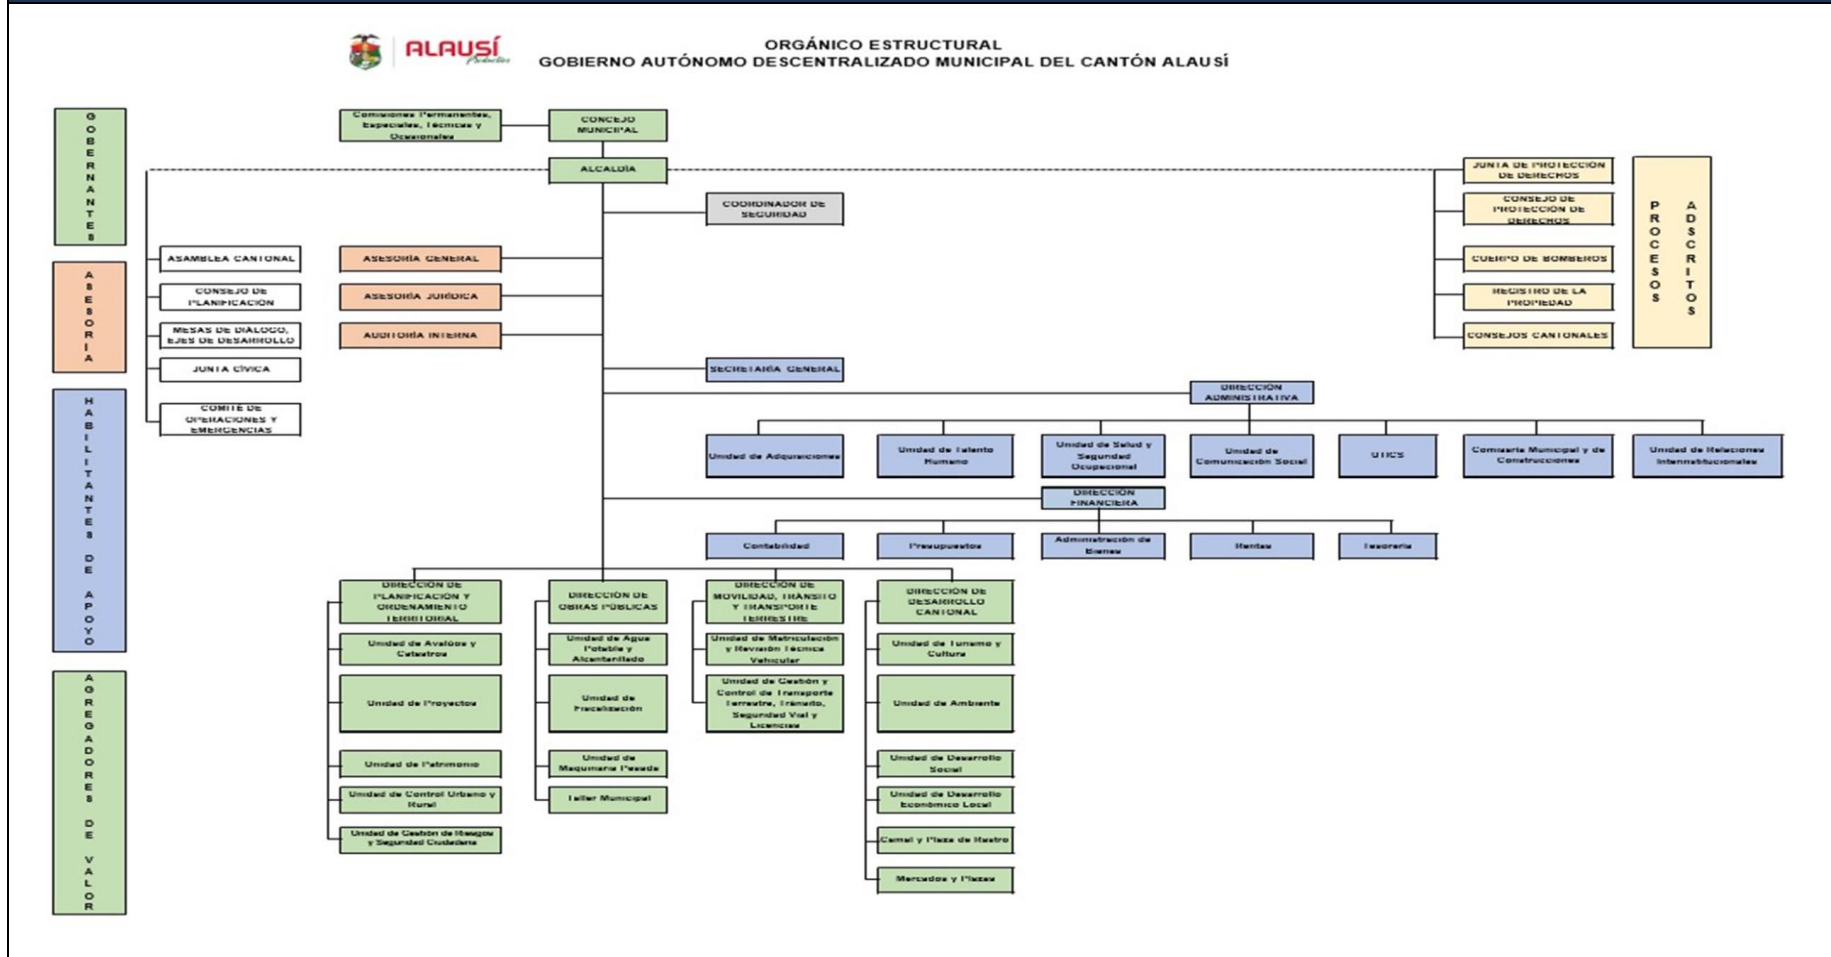 ALAUSÍ
Productivo
ORGÁNICO ESTRUCTURAL
GOBIERNO AUTÓNOMO DESCENTRALIZADO MUNICIPAL DEL CANTÓN ALAUSÍ
GOBERNANTES
ASESORIA
HABILITANTES DE APOYO
AGREGADORES DE VALOR
Comisiones Permanentes,
Especiales, Técnicas y
Ocasionales
CONCEJO
MUNICIPAL
ALCALDÍA
COORDINADOR DE
SEGURIDAD
JUNTA DE PROTECCIÓN
DE DERECHOS
CONSEJO DE
PROTECCIÓN DE
DERECHOS
CUERPO DE BOMBEROS
REGISTRO DE LA
PROPIEDAD
CONSEJOS CANTONALES
PROCESOS
ADSCRITOS
ASAMBLEA CANTONAL
CONSEJO DE
PLANIFICACIÓN
MESAS DE DIÁLOGO,
EJES DE DESARROLLO
JUNTA CÍVICA
COMITÉ DE
OPERACIONES Y
EMERGENCIAS
ASESORÍA GENERAL
ASESORÍA JURÍDICA
AUDITORÍA INTERNA
SECRETARÍA GENERAL
DIRECCIÓN
ADMINISTRATIVA
Unidad de Adquisiciones
Unidad de Talento
Humano
Unidad de Salud y
Seguridad
Ocupacional
Unidad de
Comunicación Social
UTICS
Comisaría Municipal y de
Construcciones
Unidad de Relaciones
Interinstitucionales
DIRECCIÓN
FINANCIERA
Contabilidad
Presupuestos
Administración de
Bienes
Rentas
Tesorería
DIRECCIÓN DE
PLANIFICACIÓN Y
ORDENAMIENTO
TERRITORIAL
Unidad de Avalúos y
Catastros
Unidad de Proyectos
Unidad de Patrimonio
Unidad de Control Urbano y
Rural
Unidad de Gestión de Riesgos
y Seguridad Ciudadana
DIRECCIÓN DE
OBRAS PÚBLICAS
Unidad de Agua
Potable y
Alcantarillado
Unidad de
Fiscalización
Unidad de
Maquinaria Pesada
Taller Municipal
DIRECCIÓN DE
MOVILIDAD, TRÁNSITO
Y TRANSPORTE
TERRESTRE
Unidad de Matriculación
y Revisión Técnica
Vehicular
Unidad de Gestión y
Control de Transporte
Terrestre, Tránsito,
Seguridad Vial y
Licencias
DIRECCIÓN DE
DESARROLLO
CANTONAL
Unidad de Turismo y
Cultura
Unidad de Ambiente
Unidad de Desarrollo
Social
Unidad de Desarrollo
Económico Local
Camal y Plaza de Rastro
Mercados y Plazas